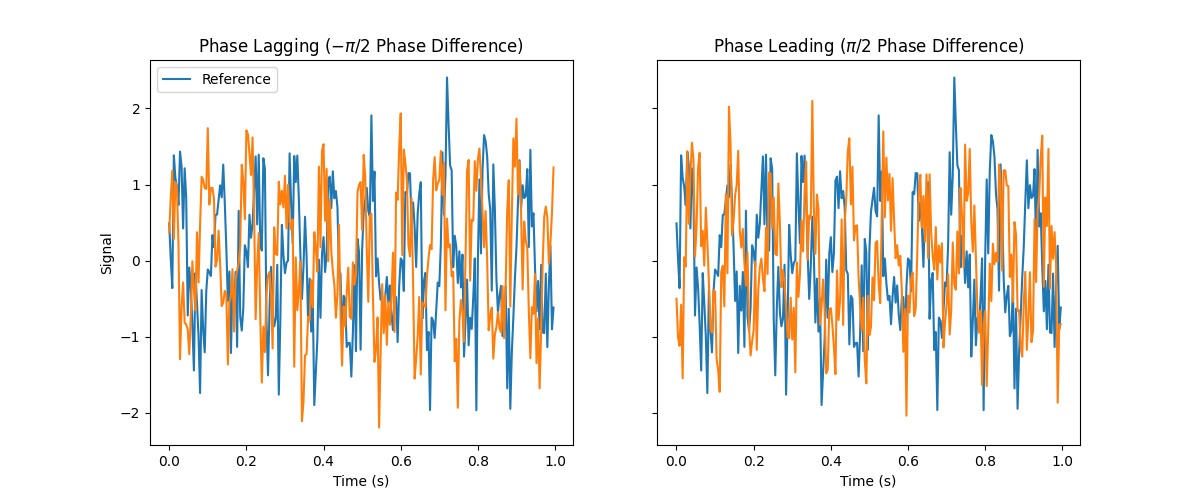 Phase Lagging (−π/2 Phase Difference)
Reference
Signal
2
1
0
−1
−2
0.0 0.2 0.4 0.6 0.8 1.0
Time (s)
Phase Leading (π/2 Phase Difference)
0.0 0.2 0.4 0.6 0.8 1.0
Time (s)